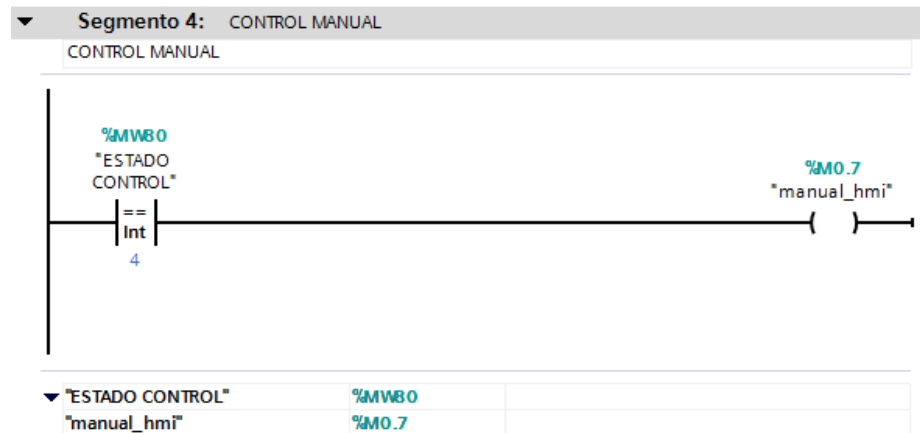 Segmento 4: CONTROL MANUAL
CONTROL MANUAL
%MW80
"ESTADO
CONTROL"
==
Int
4
%M0.7
"manual_hmi"
"ESTADO CONTROL" %MW80
"manual_hmi" %M0.7